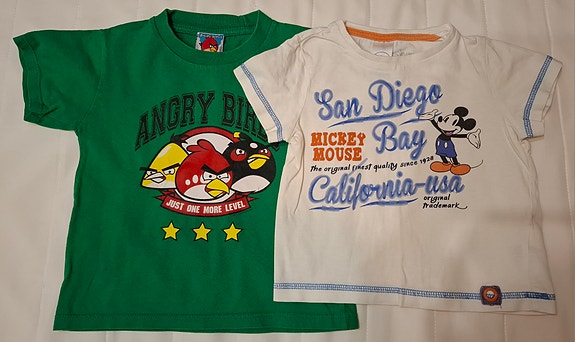 ANGRY BIR
JUST ONE MORE LEVEL
San Diego
MICKEY
MOUSE
Bay
The original finest quality since 1928
California-usa
original
trademark